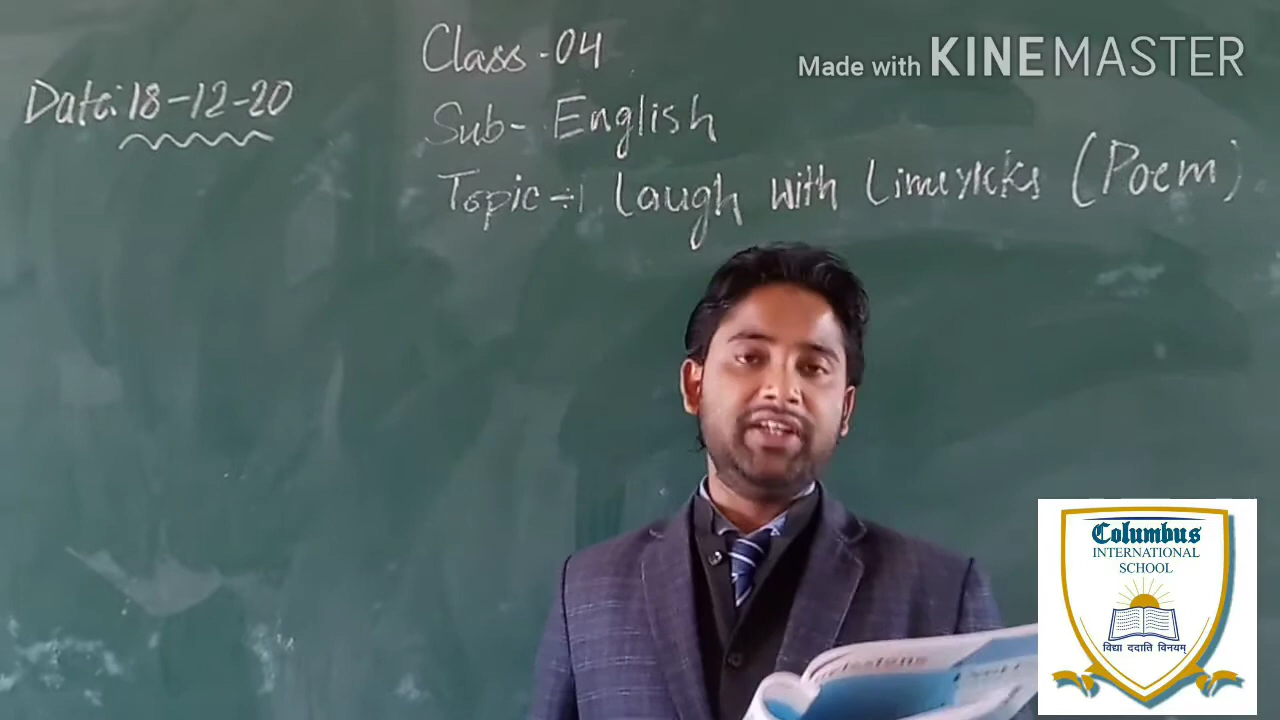 Class-04
Made with KINEMASTER
Date: 18-12-20
Sub- English
Topic÷1 Laugh with Limericks (Poem)
Columbus
INTERNATIONAL
SCHOOL
विद्या ददाति विनयम्